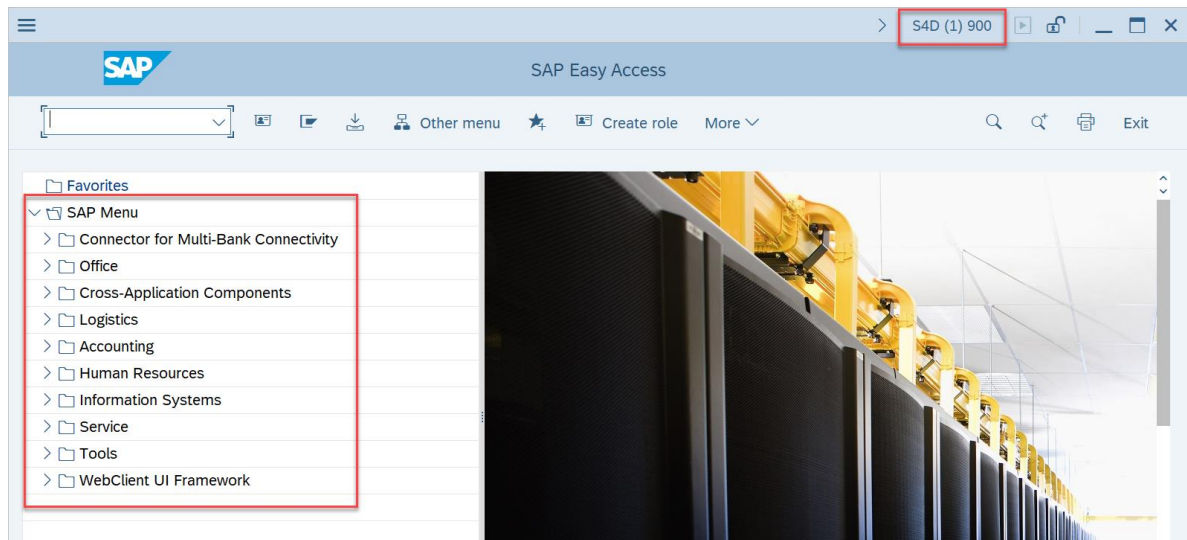 S4D (1) 900
SAP
SAP Easy Access
Other menu
Create role
More
Exit
Favorites
SAP Menu
Connector for Multi-Bank Connectivity
Office
Cross-Application Components
Logistics
Accounting
Human Resources
Information Systems
Service
Tools
WebClient UI Framework